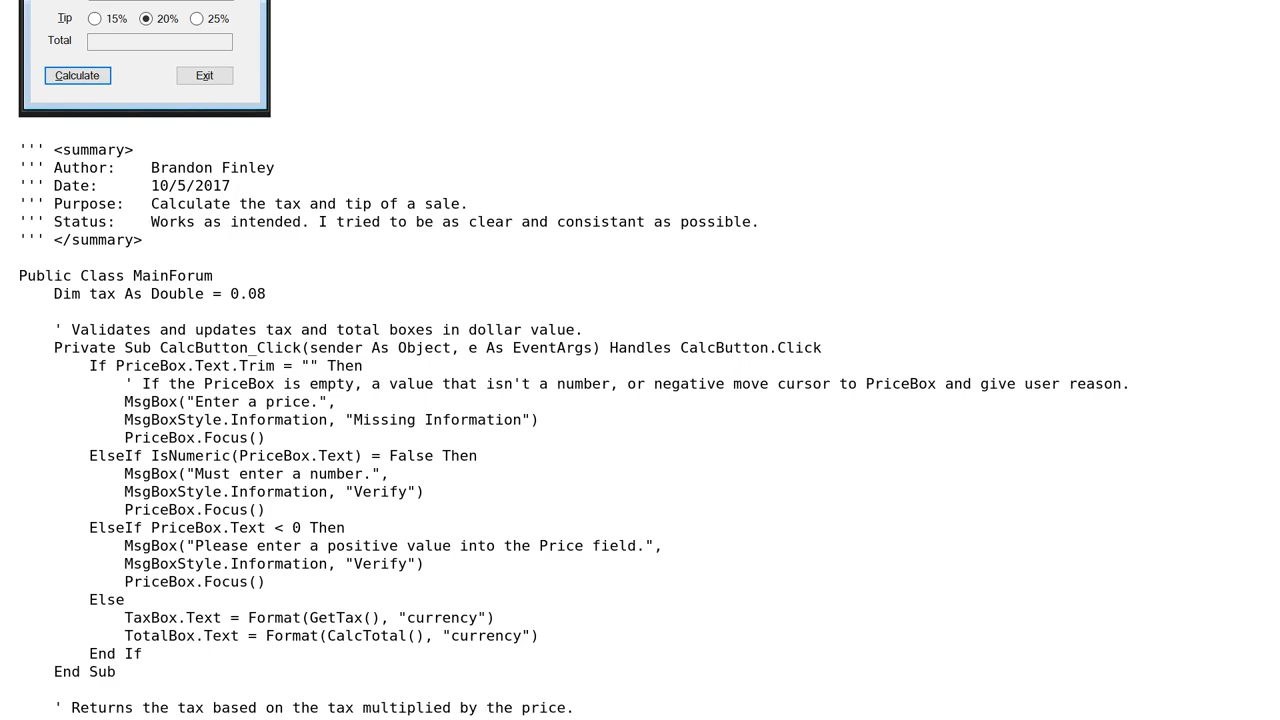 Tip 15% 20% 25%
Total
Calculate Exit
''' <summary>
''' Author:    Brandon Finley
''' Date:      10/5/2017
''' Purpose:   Calculate the tax and tip of a sale.
''' Status:    Works as intended. I tried to be as clear and consistant as possible.
''' </summary>
Public Class MainForum
    Dim tax As Double = 0.08
    ' Validates and updates tax and total boxes in dollar value.
    Private Sub CalcButton_Click(sender As Object, e As EventArgs) Handles CalcButton.Click
        If PriceBox.Text.Trim = "" Then
            ' If the PriceBox is empty, a value that isn't a number, or negative move cursor to PriceBox and give user reason.
            MsgBox("Enter a price.",
            MsgBoxStyle.Information, "Missing Information")
            PriceBox.Focus()
        ElseIf IsNumeric(PriceBox.Text) = False Then
            MsgBox("Must enter a number.",
            MsgBoxStyle.Information, "Verify")
            PriceBox.Focus()
        ElseIf PriceBox.Text < 0 Then
            MsgBox("Please enter a positive value into the Price field.",
            MsgBoxStyle.Information, "Verify")
            PriceBox.Focus()
        Else
            TaxBox.Text = Format(GetTax(), "currency")
            TotalBox.Text = Format(CalcTotal(), "currency")
        End If
    End Sub
    ' Returns the tax based on the tax multiplied by the price.